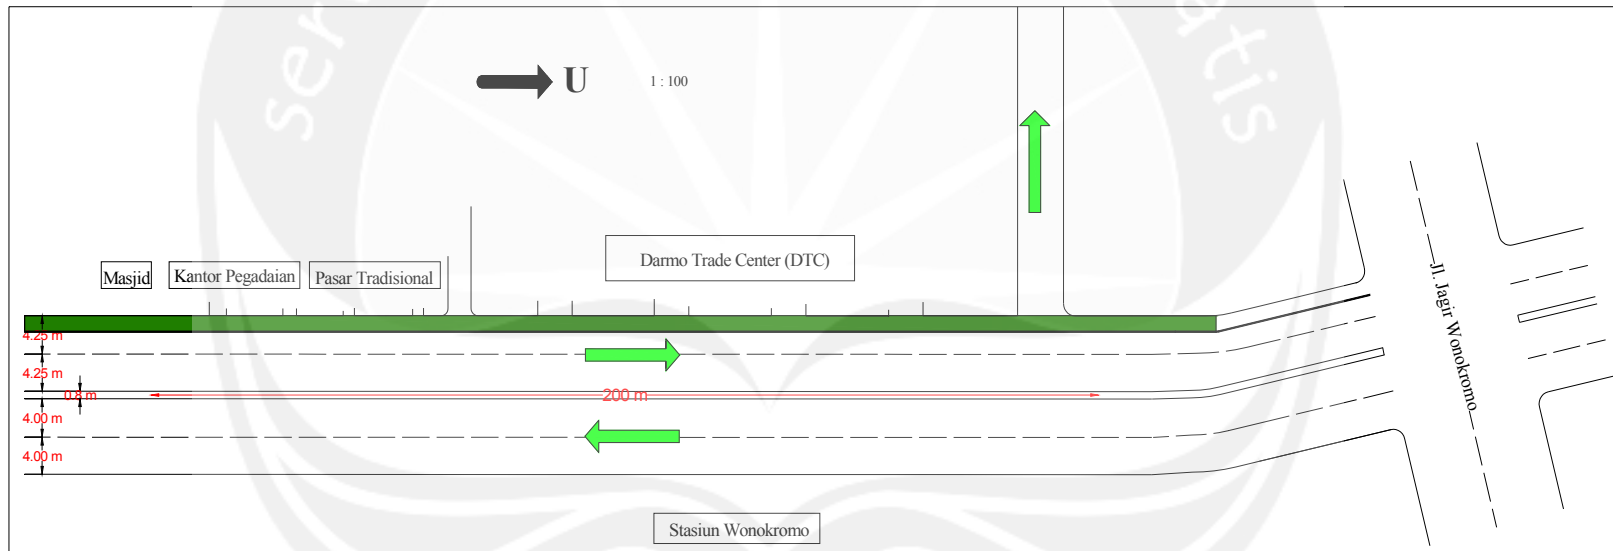 U
1 : 100
Darmo Trade Center (DTC)
Masjid
Kantor Pegadaian
Pasar Tradisional
Jl. Jagir Wonokromo
4.25 m
4.25 m
0.8 m
200 m
4.00 m
4.00 m
Stasiun Wonokromo